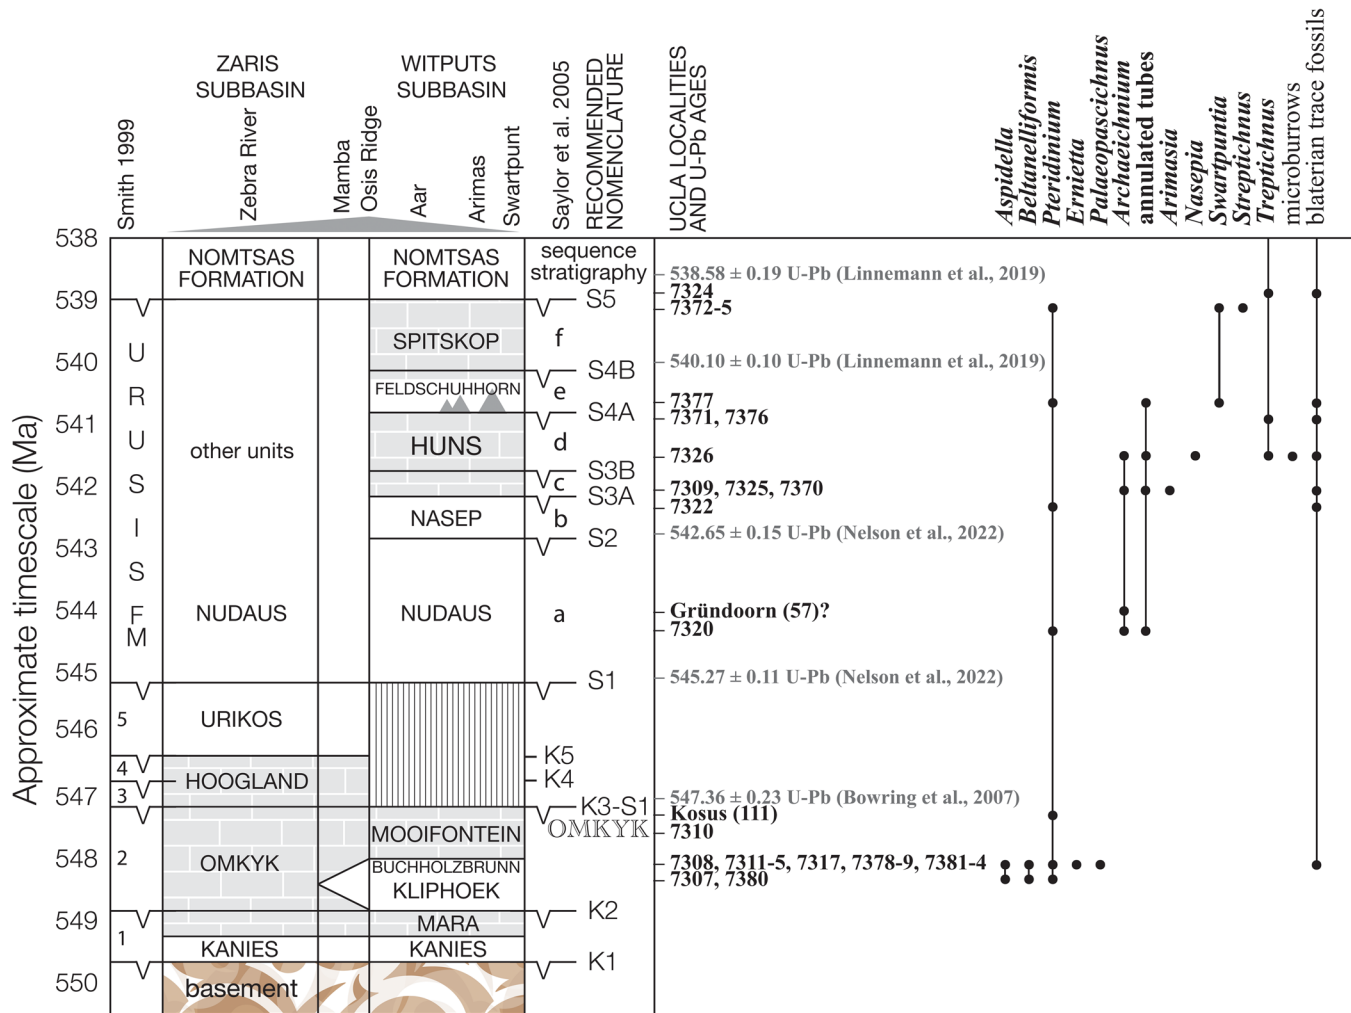 ZARIS
SUBBASIN
WITPUTS
SUBBASIN
Smith 1999
Zebra River
Mamba
Osis Ridge
Aar
Arimas
Swartpunt
Saylor et al. 2005
RECOMMENDED
NOMENCLATURE
UCLA LOCALITIES
AND U-Pb AGES
Aspidella
Beltanelliformis
Pteridinium
Ernietta
Palaeopascichnus
Archaeichnium
annulated tubes
Arimasia
Nasepia
Swartpuntia
Streptichnus
Treptichnus
microburrows
blaterian trace fossils
Approximate timescale (Ma)
538
539
540
541
542
543
544
545
546
547
548
549
550
U
R
U
S
I
S
F
M
5
4
3
2
1
NOMTSAS
FORMATION
other units
NUDAUS
URIKOS
HOOGLAND
OMKYK
KANIES
basement
NOMTSAS
FORMATION
SPITSKOP
FELDSCHUHHORN
HUNS
NASEP
NUDAUS
MOOIFONTEIN
BUCHHOLZBRUNN
KLIPHOEK
MARA
KANIES
sequence
stratigraphy
f
e
d
c
b
a
S5
S4B
S4A
S3B
S3A
S2
S1
K5
K4
K3-S1
OMKYK
K2
K1
538.58 ± 0.19 U-Pb (Linnemann et al., 2019)
7324
7372-5
540.10 ± 0.10 U-Pb (Linnemann et al., 2019)
7377
7371, 7376
7326
7309, 7325, 7370
7322
542.65 ± 0.15 U-Pb (Nelson et al., 2022)
Gründoorn (57)?
7320
545.27 ± 0.11 U-Pb (Nelson et al., 2022)
547.36 ± 0.23 U-Pb (Bowring et al., 2007)
Kosus (111)
7310
7308, 7311-5, 7317, 7378-9, 7381-4
7307, 7380